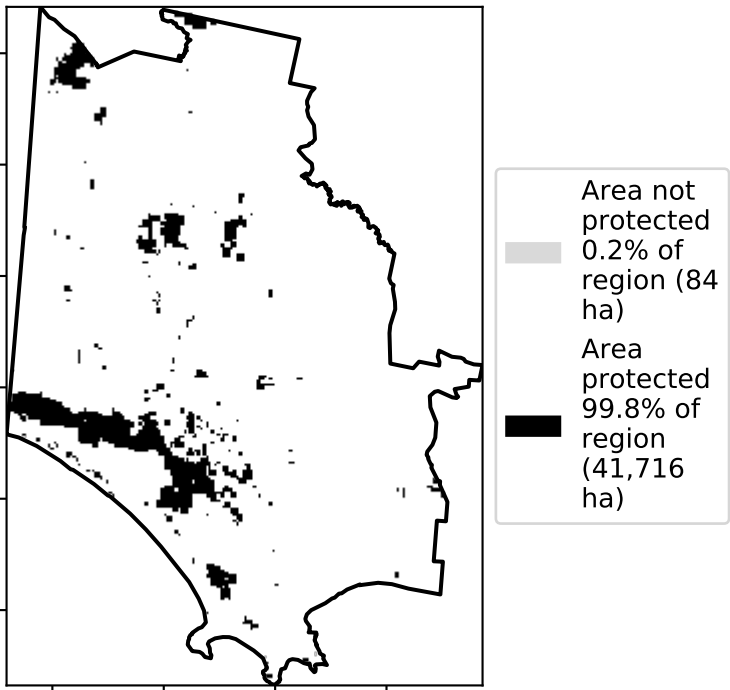 Area not
protected
0.2% of
region (84
ha)
Area
protected
99.8% of
region
(41,716
ha)